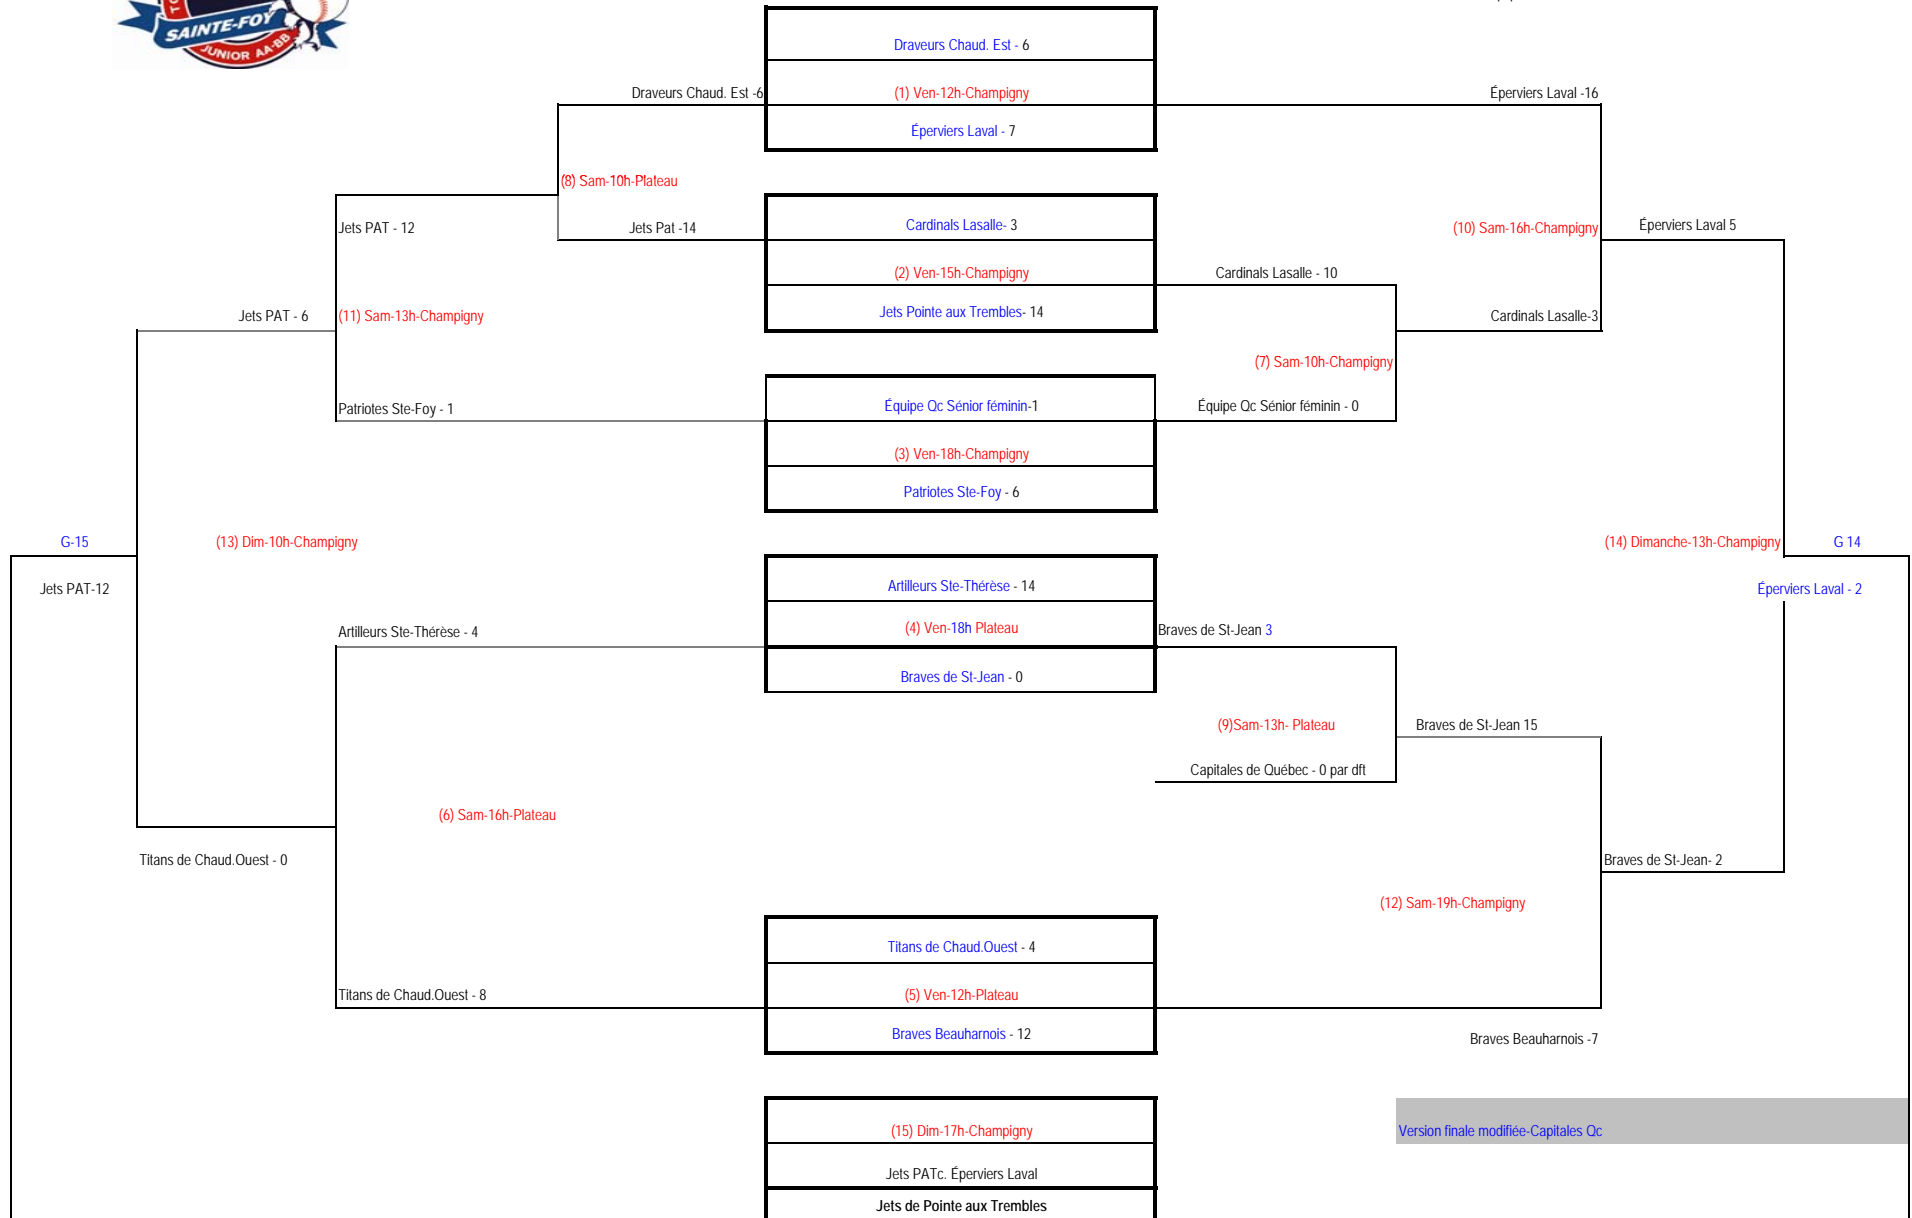 SAINTE-FOY
JUNIOR AA-BB
Draveurs Chaud. Est - 6
Draveurs Chaud. Est -6
(1) Ven-12h-Champigny
Éperviers Laval -16
Éperviers Laval - 7
(8) Sam-10h-Plateau
Jets PAT - 12
Jets Pat -14
Cardinals Lasalle- 3
(10) Sam-16h-Champigny
Éperviers Laval 5
(2) Ven-15h-Champigny
Cardinals Lasalle - 10
Jets PAT - 6
(11) Sam-13h-Champigny
Jets Pointe aux Trembles- 14
Cardinals Lasalle-3
(7) Sam-10h-Champigny
Patriotes Ste-Foy - 1
Équipe Qc Sénior féminin-1
Équipe Qc Sénior féminin - 0
(3) Ven-18h-Champigny
Patriotes Ste-Foy - 6
G-15
(13) Dim-10h-Champigny
(14) Dimanche-13h-Champigny
G 14
Jets PAT-12
Artilleurs Ste-Thérèse - 14
Éperviers Laval - 2
Artilleurs Ste-Thérèse - 4
(4) Ven-18h Plateau
Braves de St-Jean 3
Braves de St-Jean - 0
(9)Sam-13h- Plateau
Braves de St-Jean 15
Capitales de Québec - 0 par dft
(6) Sam-16h-Plateau
Titans de Chaud.Ouest - 0
Braves de St-Jean- 2
(12) Sam-19h-Champigny
Titans de Chaud.Ouest - 4
Titans de Chaud.Ouest - 8
(5) Ven-12h-Plateau
Braves Beauharnois - 12
Braves Beauharnois -7
(15) Dim-17h-Champigny
Version finale modifiée-Capitales Qc
Jets PATc. Éperviers Laval
Jets de Pointe aux Trembles